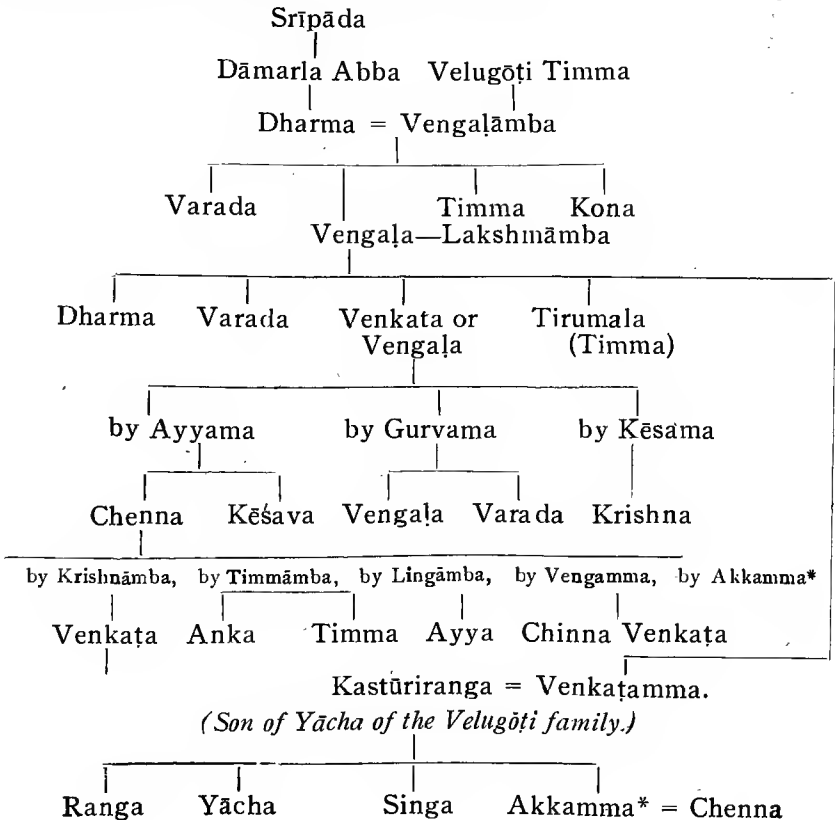 Srīpāda
Dāmarla Abba Velugōṭi Timma
Dharma = Vengaḷāmba
Varada Timma Kona
Vengaḷa—Lakshmāmba
Dharma Varada Venkata or Tirumala
Vengaḷa (Timma)
by Ayyama by Gurvama by Kēsama
Chenna Kēśava Vengaḷa Varada Krishna
by Krishnāmba, by Timmāmba, by Lingāmba, by Vengamma, by Akkamma*
Venkaṭa Anka Timma Ayya Chinna Venkaṭa
Kastūriranga = Venkaṭamma.
(Son of Yācha of the Velugōṭi family.)
Ranga Yācha Singa Akkamma* = Chenna